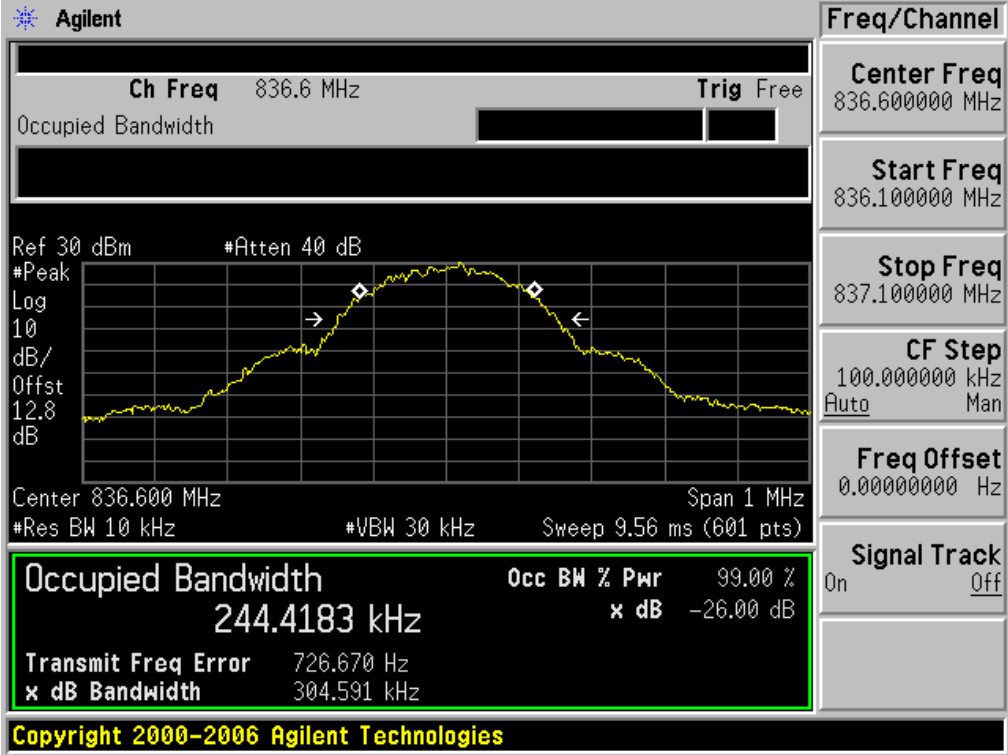 Agilent
Freq/Channel
Ch Freq 836.6 MHz Trig Free
Occupied Bandwidth
Center Freq
836.600000 MHz
Start Freq
836.100000 MHz
Stop Freq
837.100000 MHz
CF Step
100.000000 kHz
Auto Man
Freq Offset
0.00000000 Hz
Signal Track
On Off
Ref 30 dBm #Atten 40 dB
#Peak
Log
10
dB/
Offst
12.8
dB
Center 836.600 MHz Span 1 MHz
#Res BW 10 kHz #VBW 30 kHz Sweep 9.56 ms (601 pts)
Occupied Bandwidth
244.4183 kHz
Occ BW % Pwr 99.00 %
x dB -26.00 dB
Transmit Freq Error 726.670 Hz
x dB Bandwidth 304.591 kHz
Copyright 2000-2006 Agilent Technologies